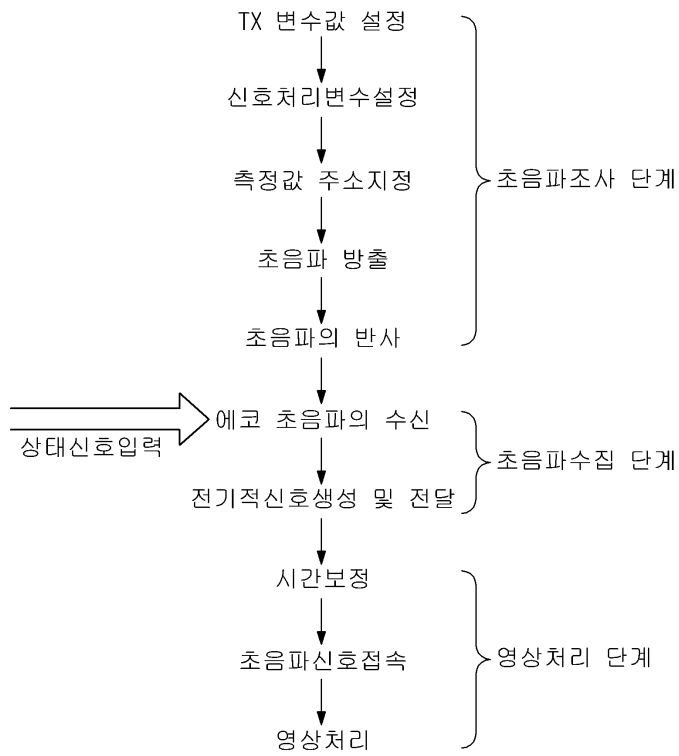 TX 변수값 설정
신호처리변수설정
측정값 주소지정
초음파조사 단계
초음파 방출
초음파의 반사
에코 초음파의 수신
상태신호입력
초음파수집 단계
전기적신호생성 및 전달
시간보정
초음파신호접속
영상처리 단계
영상처리